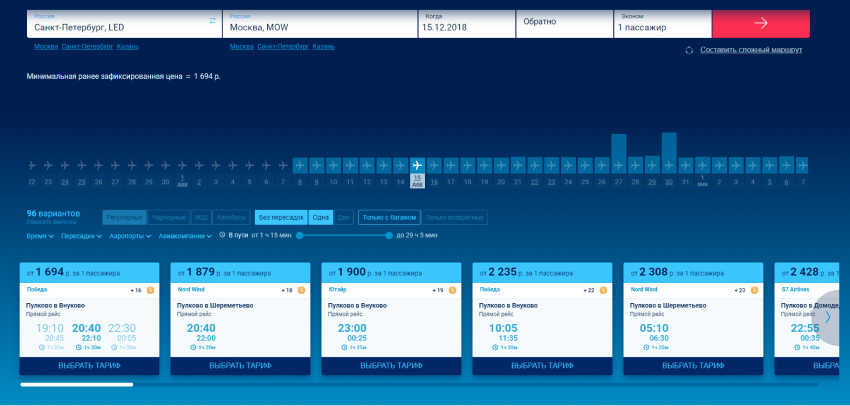 Россия
Санкт-Петербург, LED
Россия
Москва, MOW
Когда
15.12.2018
Обратно
Эконом
1 пассажир
Москва Санкт-Петербург Казань
Москва Санкт-Петербург Казань
Составить сложный маршрут
Минимальная ранее зафиксированная цена = 1 694 р.
22 23 24 25 26 27 28 29 30 1 2 3 4 5 6 7 8 9 10 11 12 13 14 15 16 17 18 19 20 21 22 23 24 25 26 27 28 29 30 31 1 2 3 4 5 6 7
96 вариантов
Регулярные Чартерные Ж/Д Автобусы Без пересадок Одна Две Только с багажом Только возвратные
Время Пересадки Аэропорты Авиакомпании В пути от 1 ч 15 мин до 29 ч 5 мин
от 1 694 р. за 1 пассажира
Победа + 16
Пулково в Внуково
Прямой рейс
19:10 20:40 22:30
20:45 22:10 00:05
1ч 30м
ВЫБРАТЬ ТАРИФ
от 1 879 р. за 1 пассажира
Nord Wind + 18
Пулково в Шереметьево
Прямой рейс
20:40
22:00
1ч 20м
ВЫБРАТЬ ТАРИФ
от 1 900 р. за 1 пассажира
Ютэйр + 19
Пулково в Внуково
Прямой рейс
23:00
00:25
1ч 25м
ВЫБРАТЬ ТАРИФ
от 2 235 р. за 1 пассажира
Победа + 22
Пулково в Внуково
Прямой рейс
10:05
11:35
1ч 30м
ВЫБРАТЬ ТАРИФ
от 2 308 р. за 1 пассажира
Nord Wind + 23
Пулково в Шереметьево
Прямой рейс
05:10
06:30
1ч 20м
ВЫБРАТЬ ТАРИФ
от 2 428 р. за 1
S7 Airlines
Пулково в Домоде
Прямой рейс
22:55
00:35
1ч 40м
ВЫБРА